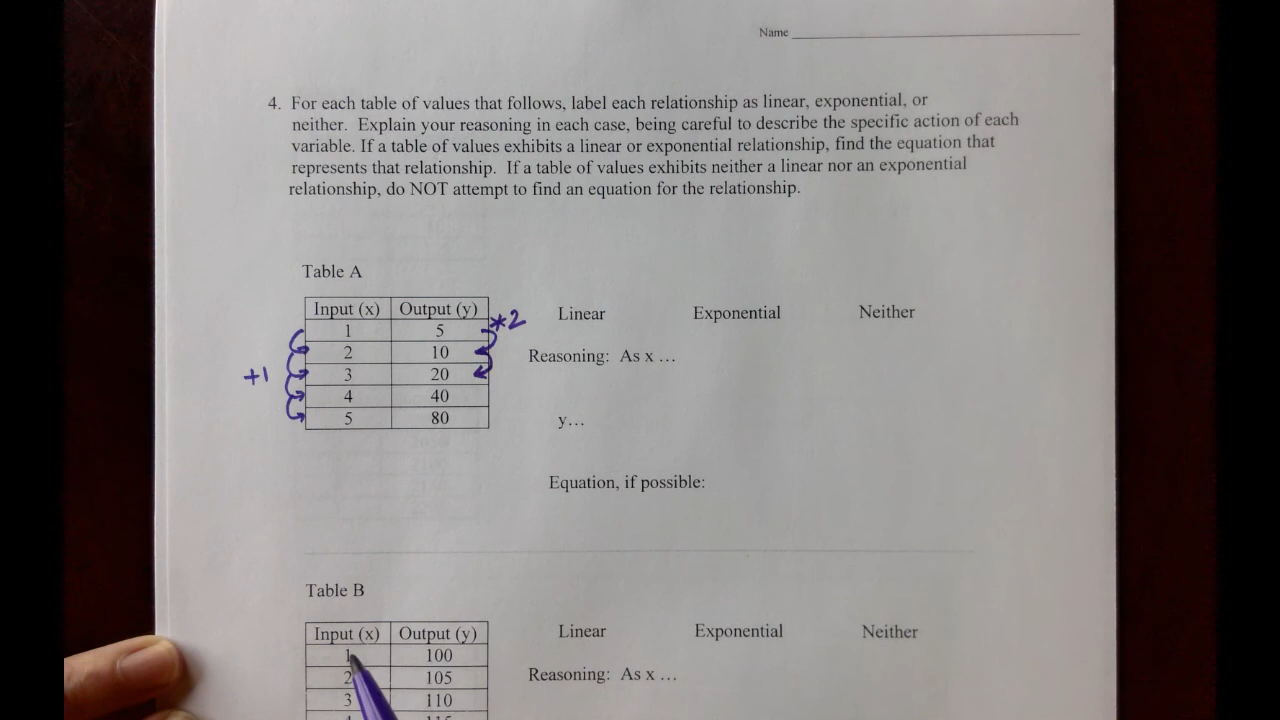 Name
4. For each table of values that follows, label each relationship as linear, exponential, or
neither. Explain your reasoning in each case, being careful to describe the specific action of each
variable. If a table of values exhibits a linear or exponential relationship, find the equation that
represents that relationship. If a table of values exhibits neither a linear nor an exponential
relationship, do NOT attempt to find an equation for the relationship.
Table A
Input (x) Output (y)
1 5
2 10
3 20
4 40
5 80
+1
*2
Linear Exponential Neither
Reasoning: As x …
y…
Equation, if possible:
Table B
Input (x) Output (y)
1 100
2 105
3 110
Linear Exponential Neither
Reasoning: As x …